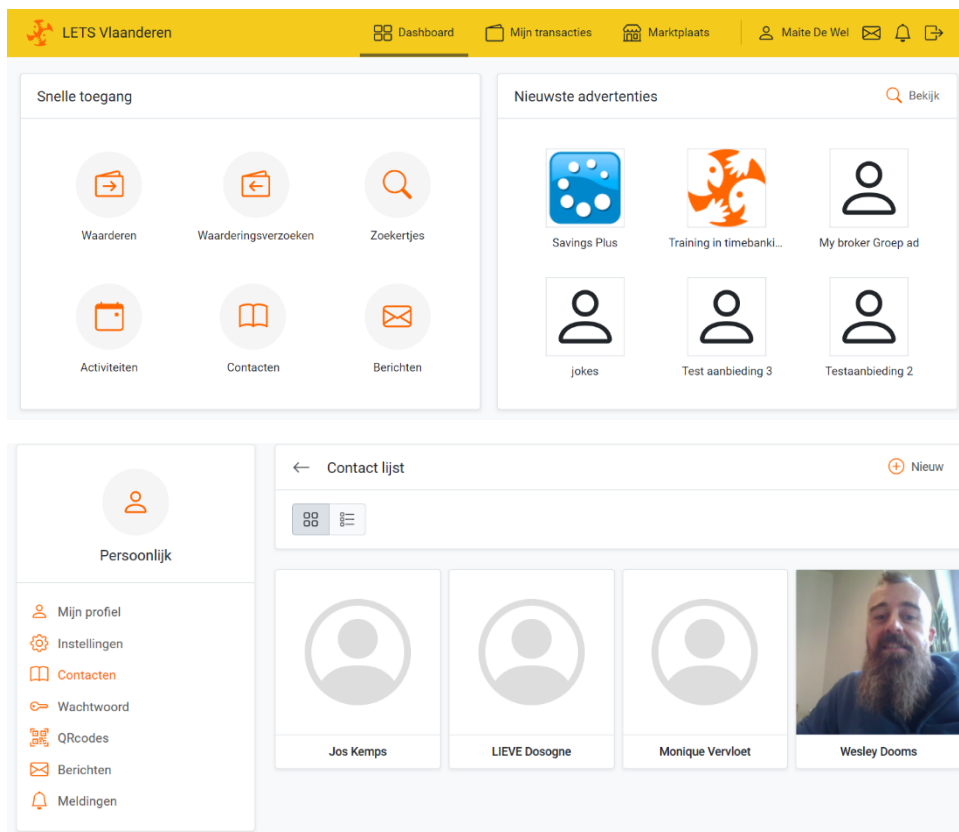 LETS Vlaanderen
Dashboard
Mijn transacties
Marktplaats
Maite De Wel
Snelle toegang
Waarderen
Waarderingsverzoeken
Zoekertjes
Activiteiten
Contacten
Berichten
Nieuwste advertenties
Bekijk
Savings Plus
Training in timebanki...
My broker Groep ad
jokes
Test aanbieding 3
Testaanbieding 2
Persoonlijk
Mijn profiel
Instellingen
Contacten
Wachtwoord
QRcodes
Berichten
Meldingen
Contact lijst
Nieuw
Jos Kemps
LIEVE Dosogne
Monique Vervloet
Wesley Dooms